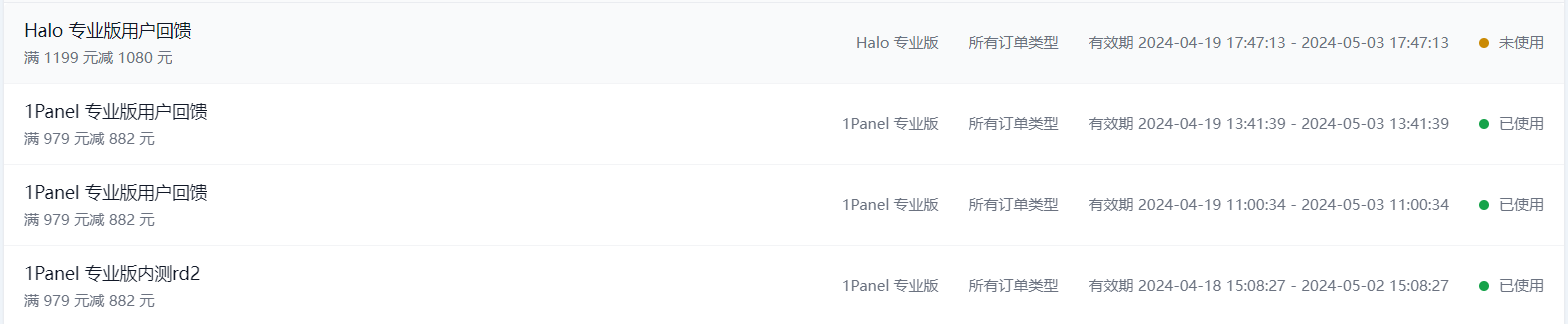 Halo 专业版用户回馈
满 1199 元减 1080 元
Halo 专业版 所有订单类型 有效期 2024-04-19 17:47:13 - 2024-05-03 17:47:13 未使用
1Panel 专业版用户回馈
满 979 元减 882 元
1Panel 专业版 所有订单类型 有效期 2024-04-19 13:41:39 - 2024-05-03 13:41:39 已使用
1Panel 专业版用户回馈
满 979 元减 882 元
1Panel 专业版 所有订单类型 有效期 2024-04-19 11:00:34 - 2024-05-03 11:00:34 已使用
1Panel 专业版内测rd2
满 979 元减 882 元
1Panel 专业版 所有订单类型 有效期 2024-04-18 15:08:27 - 2024-05-02 15:08:27 已使用